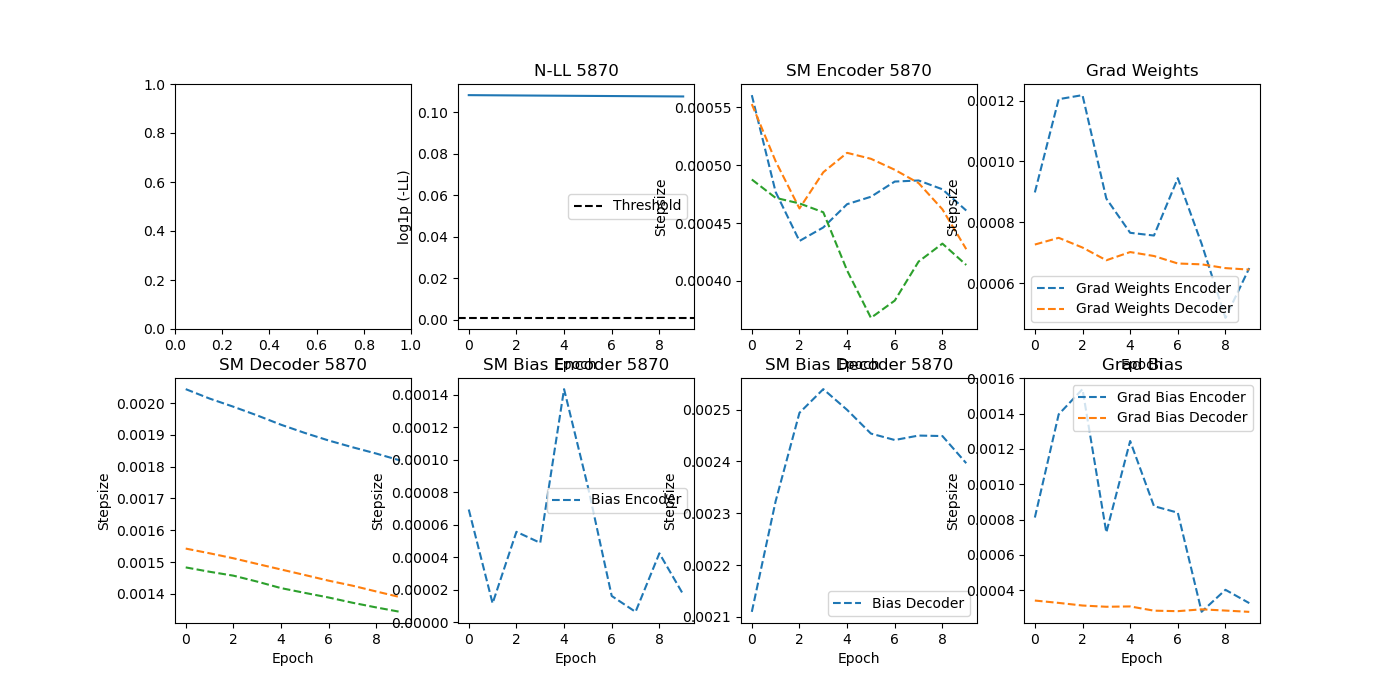 N-LL 5870
SM Encoder 5870
Grad Weights
1.0
0.8
0.6
0.4
0.2
0.0
0.0 0.2 0.4 0.6 0.8 1.0
log1p (-LL)
0.10
0.08
0.06
0.04
0.02
0.00
0 2 4 6 8
Epoch
Threshold
Stepsize
0.00055
0.00050
0.00045
0.00040
0 2 4 6 8
Epoch
Stepsize
0.0012
0.0010
0.0008
0.0006
0 2 4 6 8
Epoch
Grad Weights Encoder
Grad Weights Decoder
SM Decoder 5870
SM Bias Encoder 5870
SM Bias Decoder 5870
Grad Bias
Stepsize
0.0020
0.0019
0.0018
0.0017
0.0016
0.0015
0.0014
0 2 4 6 8
Epoch
Stepsize
0.00014
0.00012
0.00010
0.00008
0.00006
0.00004
0.00002
0.00000
0 2 4 6 8
Epoch
Bias Encoder
Stepsize
0.0025
0.0024
0.0023
0.0022
0.0021
0 2 4 6 8
Epoch
Bias Decoder
Stepsize
0.0016
0.0014
0.0012
0.0010
0.0008
0.0006
0.0004
0 2 4 6 8
Epoch
Grad Bias Encoder
Grad Bias Decoder